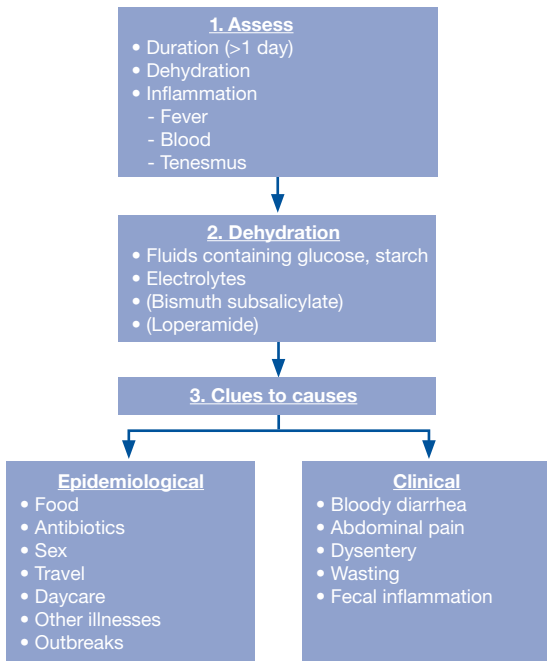 1. Assess
• Duration (>1 day)
• Dehydration
• Inflammation
- Fever
- Blood
- Tenesmus
2. Dehydration
• Fluids containing glucose, starch
• Electrolytes
• (Bismuth subsalicylate)
• (Loperamide)
3. Clues to causes
Epidemiological
• Food
• Antibiotics
• Sex
• Travel
• Daycare
• Other illnesses
• Outbreaks
Clinical
• Bloody diarrhea
• Abdominal pain
• Dysentery
• Wasting
• Fecal inflammation